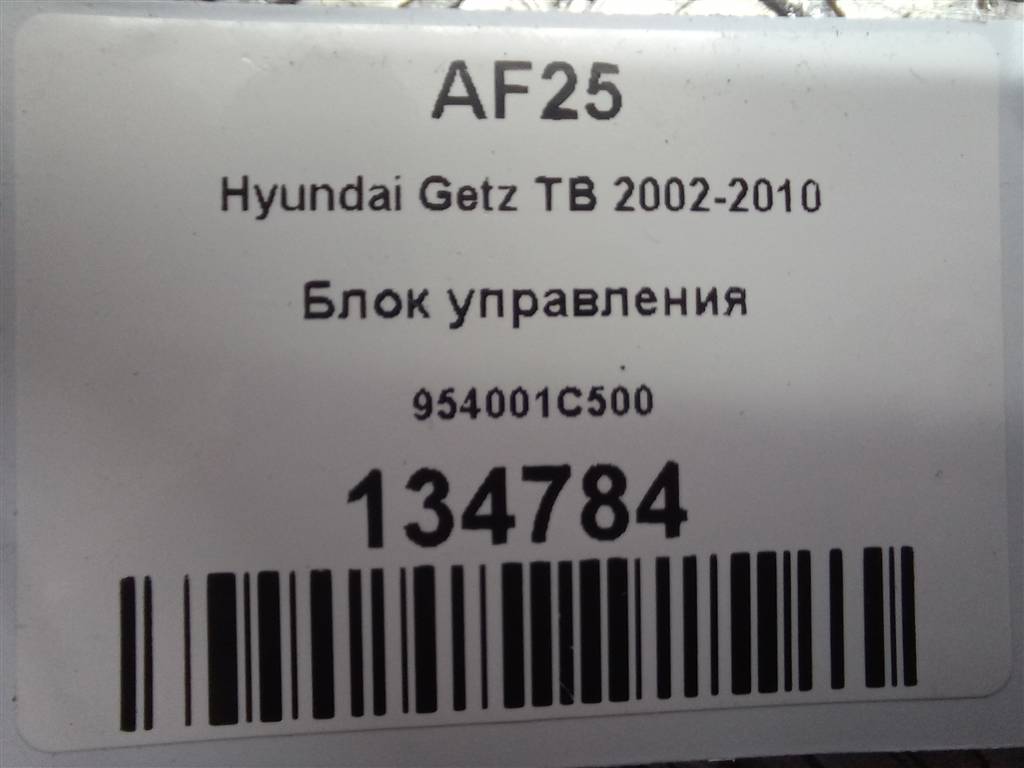 AF25
Hyundai Getz TB 2002-2010
Блок управления
954001C500
134784